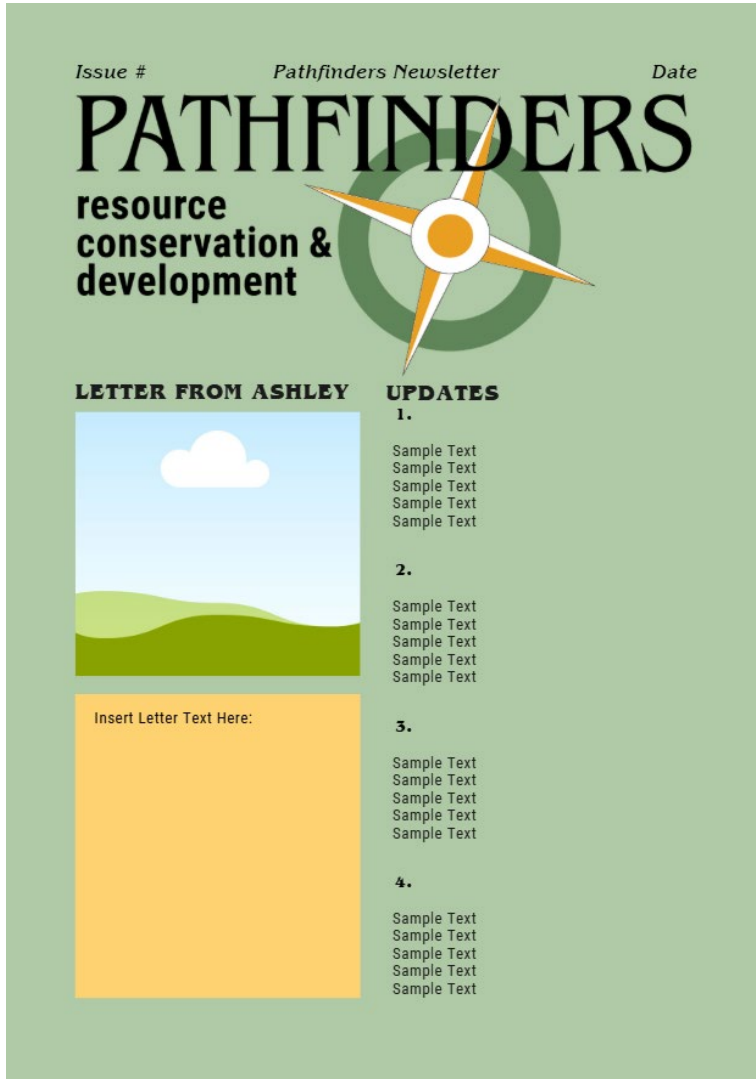 Issue # Pathfinders Newsletter Date
PATHFINDERS
resource
conservation &
development
LETTER FROM ASHLEY
Insert Letter Text Here:
UPDATES
1.
Sample Text
Sample Text
Sample Text
Sample Text
Sample Text
2.
Sample Text
Sample Text
Sample Text
Sample Text
Sample Text
3.
Sample Text
Sample Text
Sample Text
Sample Text
Sample Text
4.
Sample Text
Sample Text
Sample Text
Sample Text
Sample Text